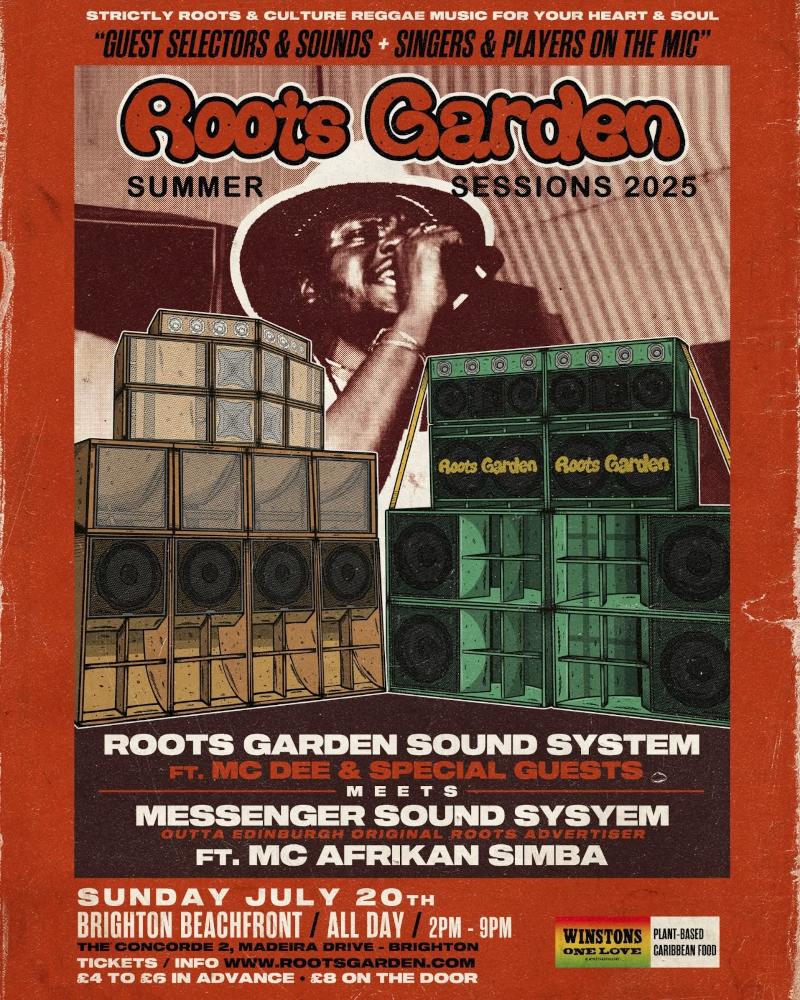 STRICTLY ROOTS & CULTURE REGGAE MUSIC FOR YOUR HEART & SOUL
"GUEST SELECTORS & SOUNDS + SINGERS & PLAYERS ON THE MIC"
Roots Garden
SUMMER SESSIONS 2025
Roots Garden Roots Garden
ROOTS GARDEN SOUND SYSTEM
FT. MC DEE & SPECIAL GUESTS
MEETS
MESSENGER SOUND SYSYEM
OUTTA EDINBURGH ORIGINAL ROOTS ADVERTISER
FT. MC AFRIKAN SIMBA
SUNDAY JULY 20TH
BRIGHTON BEACHFRONT / ALL DAY / 2PM - 9PM
THE CONCORDE 2, MADEIRA DRIVE - BRIGHTON
TICKETS / INFO WWW.ROOTSGARDEN.COM
£4 TO £6 IN ADVANCE · £8 ON THE DOOR
WINSTONS
ONE LOVE
PLANT-BASED
CARIBBEAN FOOD